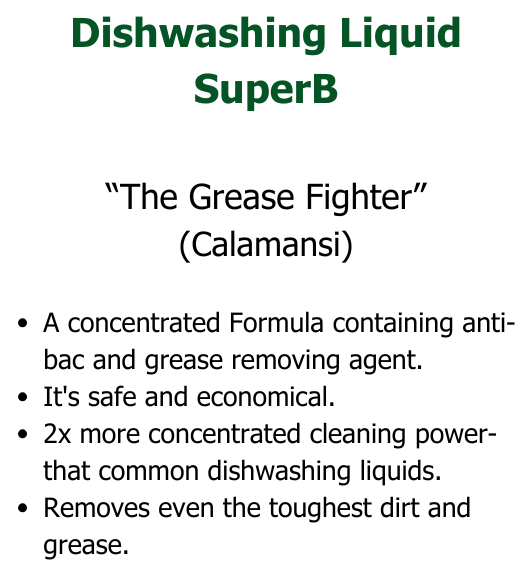 Dishwashing Liquid
SuperB
“The Grease Fighter”
(Calamansi)
• A concentrated Formula containing anti-
bac and grease removing agent.
• It's safe and economical.
• 2x more concentrated cleaning power-
that common dishwashing liquids.
• Removes even the toughest dirt and
grease.